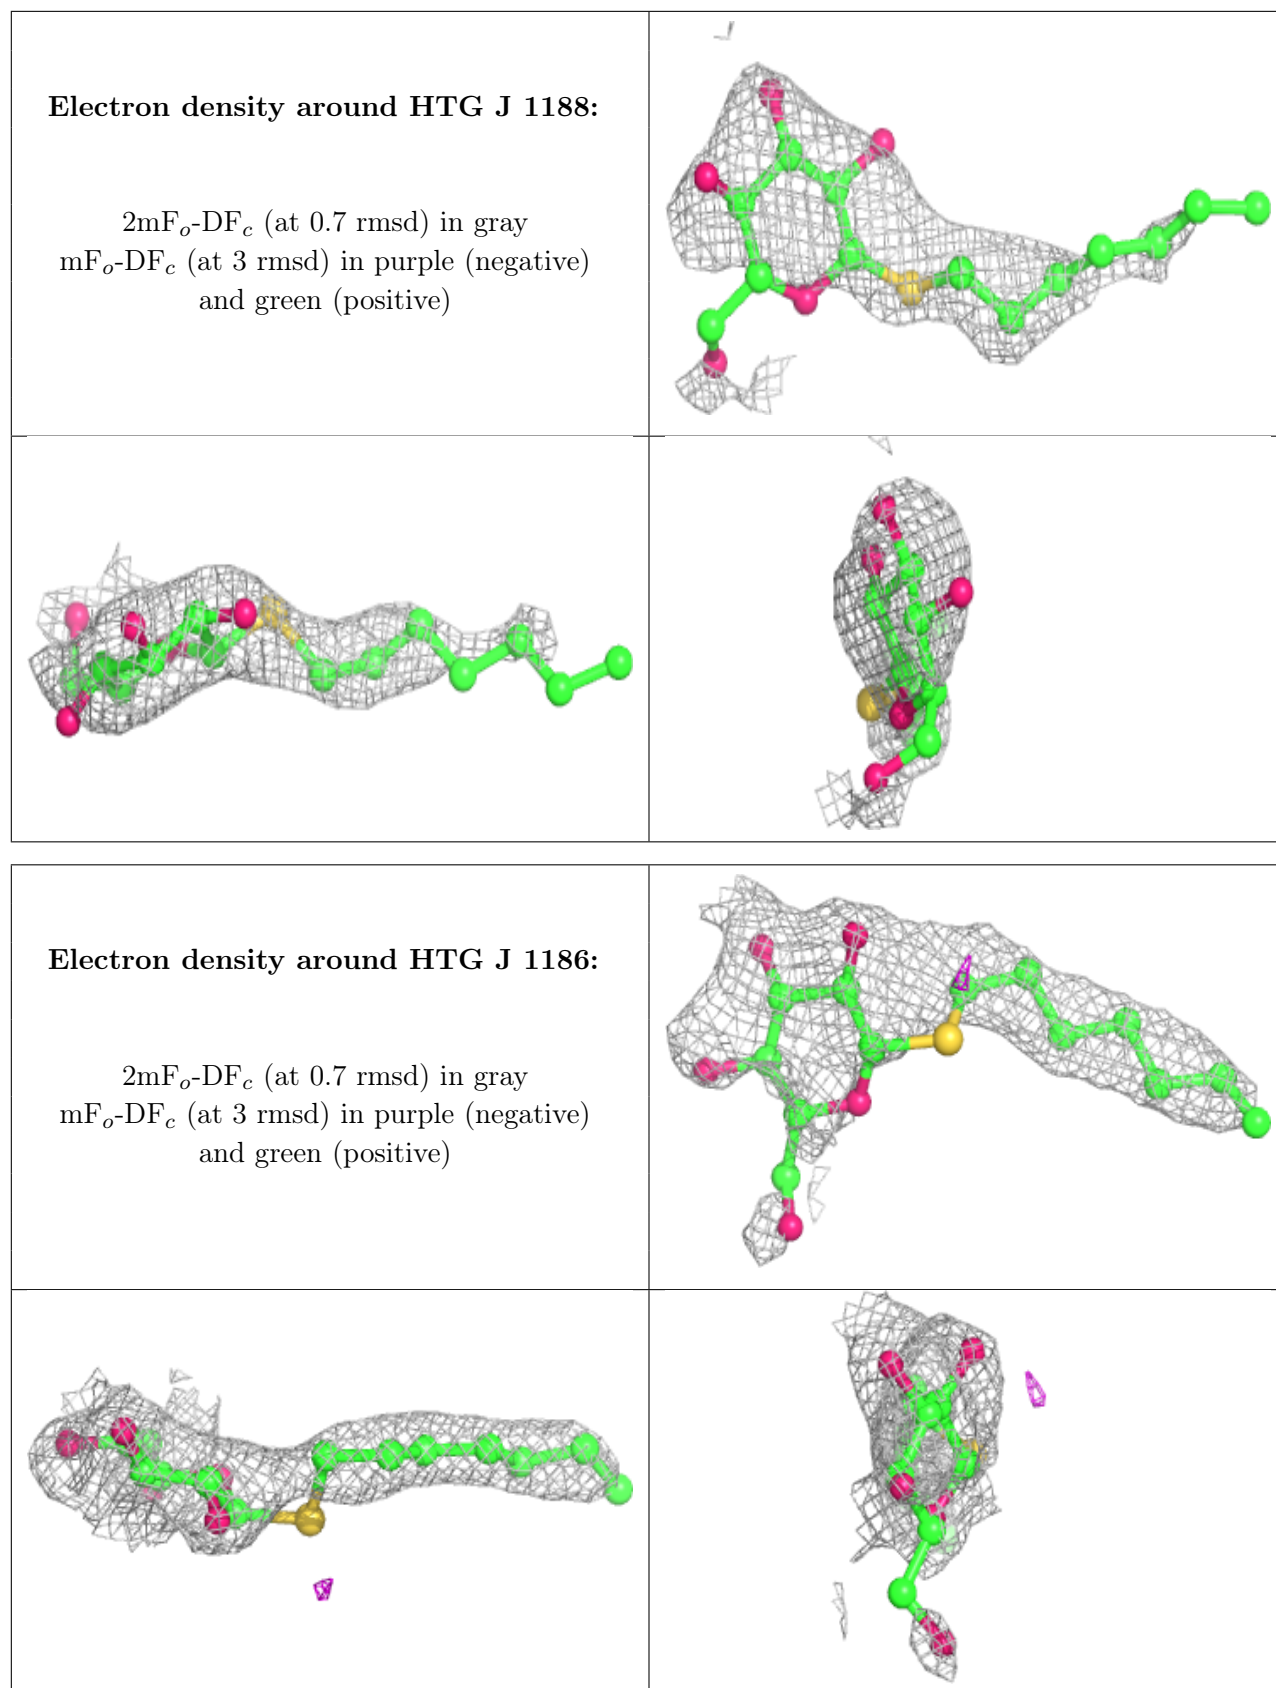 Electron density around HTG J 1188:
2mFₒ-DF𝒸 (at 0.7 rmsd) in gray
mFₒ-DF𝒸 (at 3 rmsd) in purple (negative)
and green (positive)
Electron density around HTG J 1186:
2mFₒ-DF𝒸 (at 0.7 rmsd) in gray
mFₒ-DF𝒸 (at 3 rmsd) in purple (negative)
and green (positive)